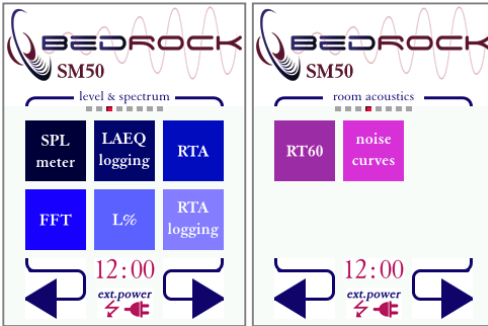 BEDROCK
SM50
level & spectrum
SPL
meter
LAEQ
logging
RTA
FFT
L%
RTA
logging
12:00
ext.power
BEDROCK
SM50
room acoustics
RT60
noise
curves
12:00
ext.power